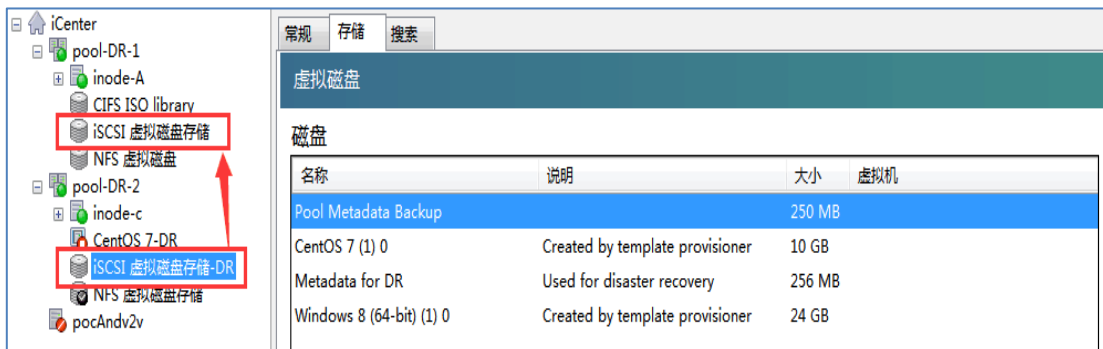 iCenter
pool-DR-1
inode-A
CIFS ISO library
iSCSI 虚拟磁盘存储
NFS 虚拟磁盘
pool-DR-2
inode-c
CentOS 7-DR
iSCSI 虚拟磁盘存储-DR
NFS 虚拟磁盘存储
pocAndv2v
常规 存储 搜索
虚拟磁盘
磁盘
名称 说明 大小 虚拟机
Pool Metadata Backup 250 MB
CentOS 7 (1) 0 Created by template provisioner 10 GB
Metadata for DR Used for disaster recovery 256 MB
Windows 8 (64-bit) (1) 0 Created by template provisioner 24 GB